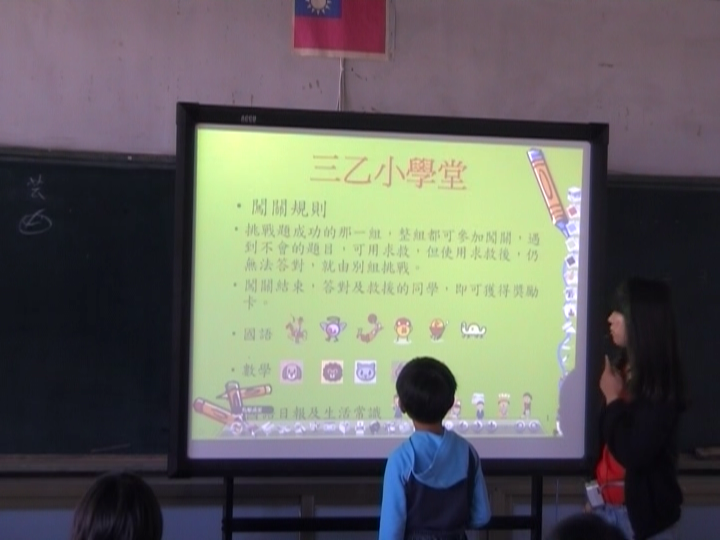 三乙小學堂
• 闖關規則
• 挑戰題成功的那一組，整組都可參加闖關，遇
到不會的題目，可用求救，但使用求救後，仍
無法答對，就由別組挑戰。
• 闖關結束，答對及救援的同學，即可獲得獎勵
卡。
• 國語
• 數學
日報及生活常識